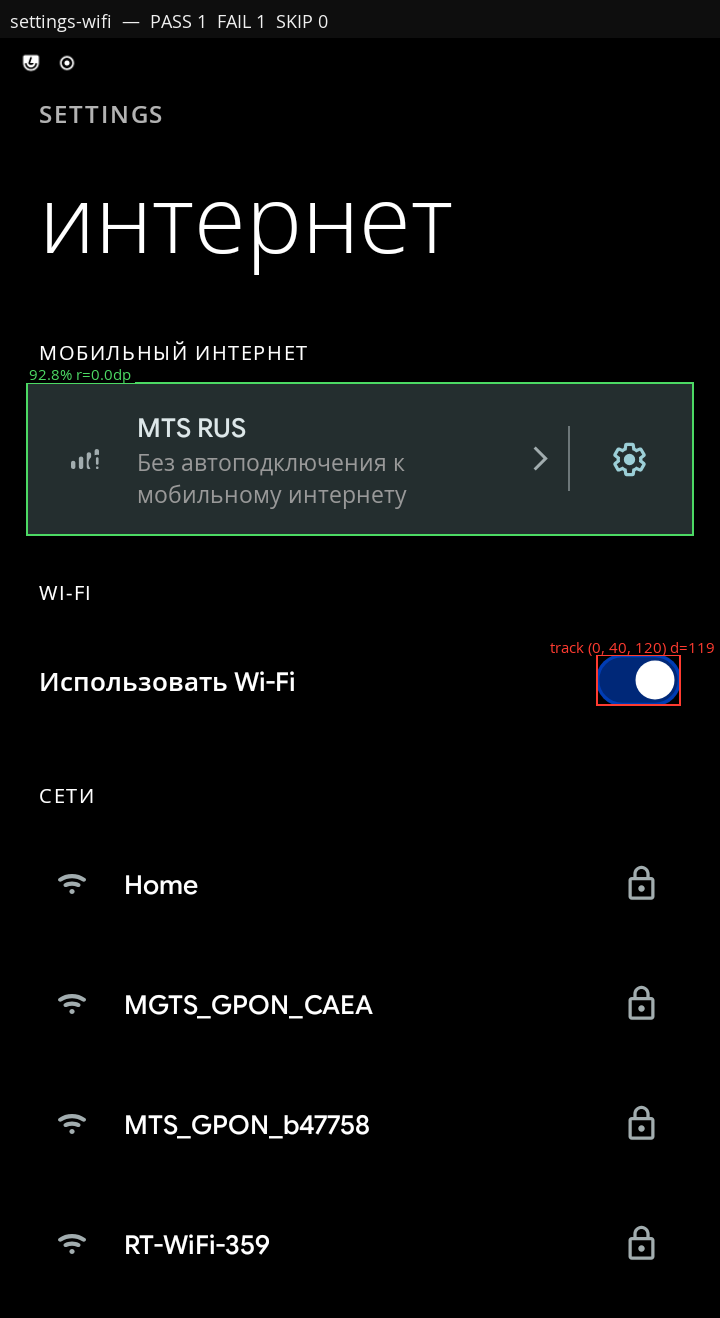 settings-wifi — PASS 1 FAIL 1 SKIP 0
SETTINGS
интернет
МОБИЛЬНЫЙ ИНТЕРНЕТ
92.8% r=0.0dp
MTS RUS
Без автоподключения к
мобильному интернету
WI-FI
track (0, 40, 120) d=119
Использовать Wi-Fi
СЕТИ
Home
MGTS_GPON_CAEA
MTS_GPON_b47758
RT-WiFi-359